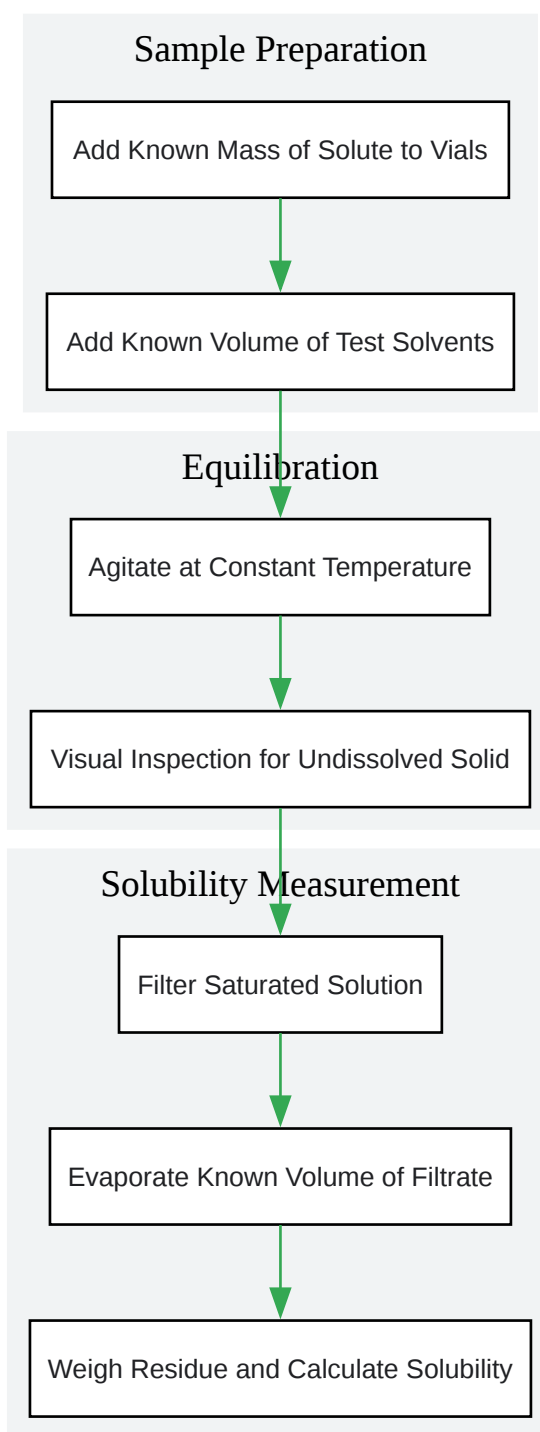 Sample Preparation
Add Known Mass of Solute to Vials
Add Known Volume of Test Solvents
Equilibration
Agitate at Constant Temperature
Visual Inspection for Undissolved Solid
Solubility Measurement
Filter Saturated Solution
Evaporate Known Volume of Filtrate
Weigh Residue and Calculate Solubility